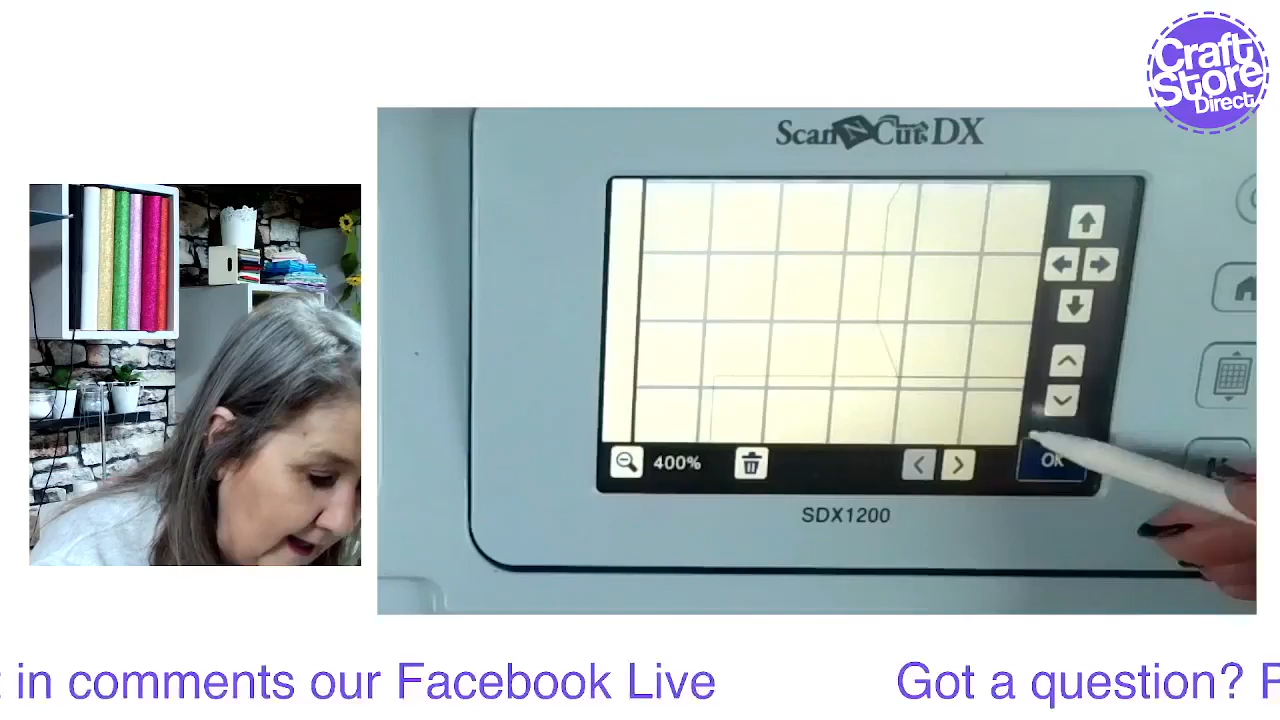 Craft
Store
Direct
ScanNCut DX
400%
OK
SDX1200
in comments our Facebook Live
Got a question?